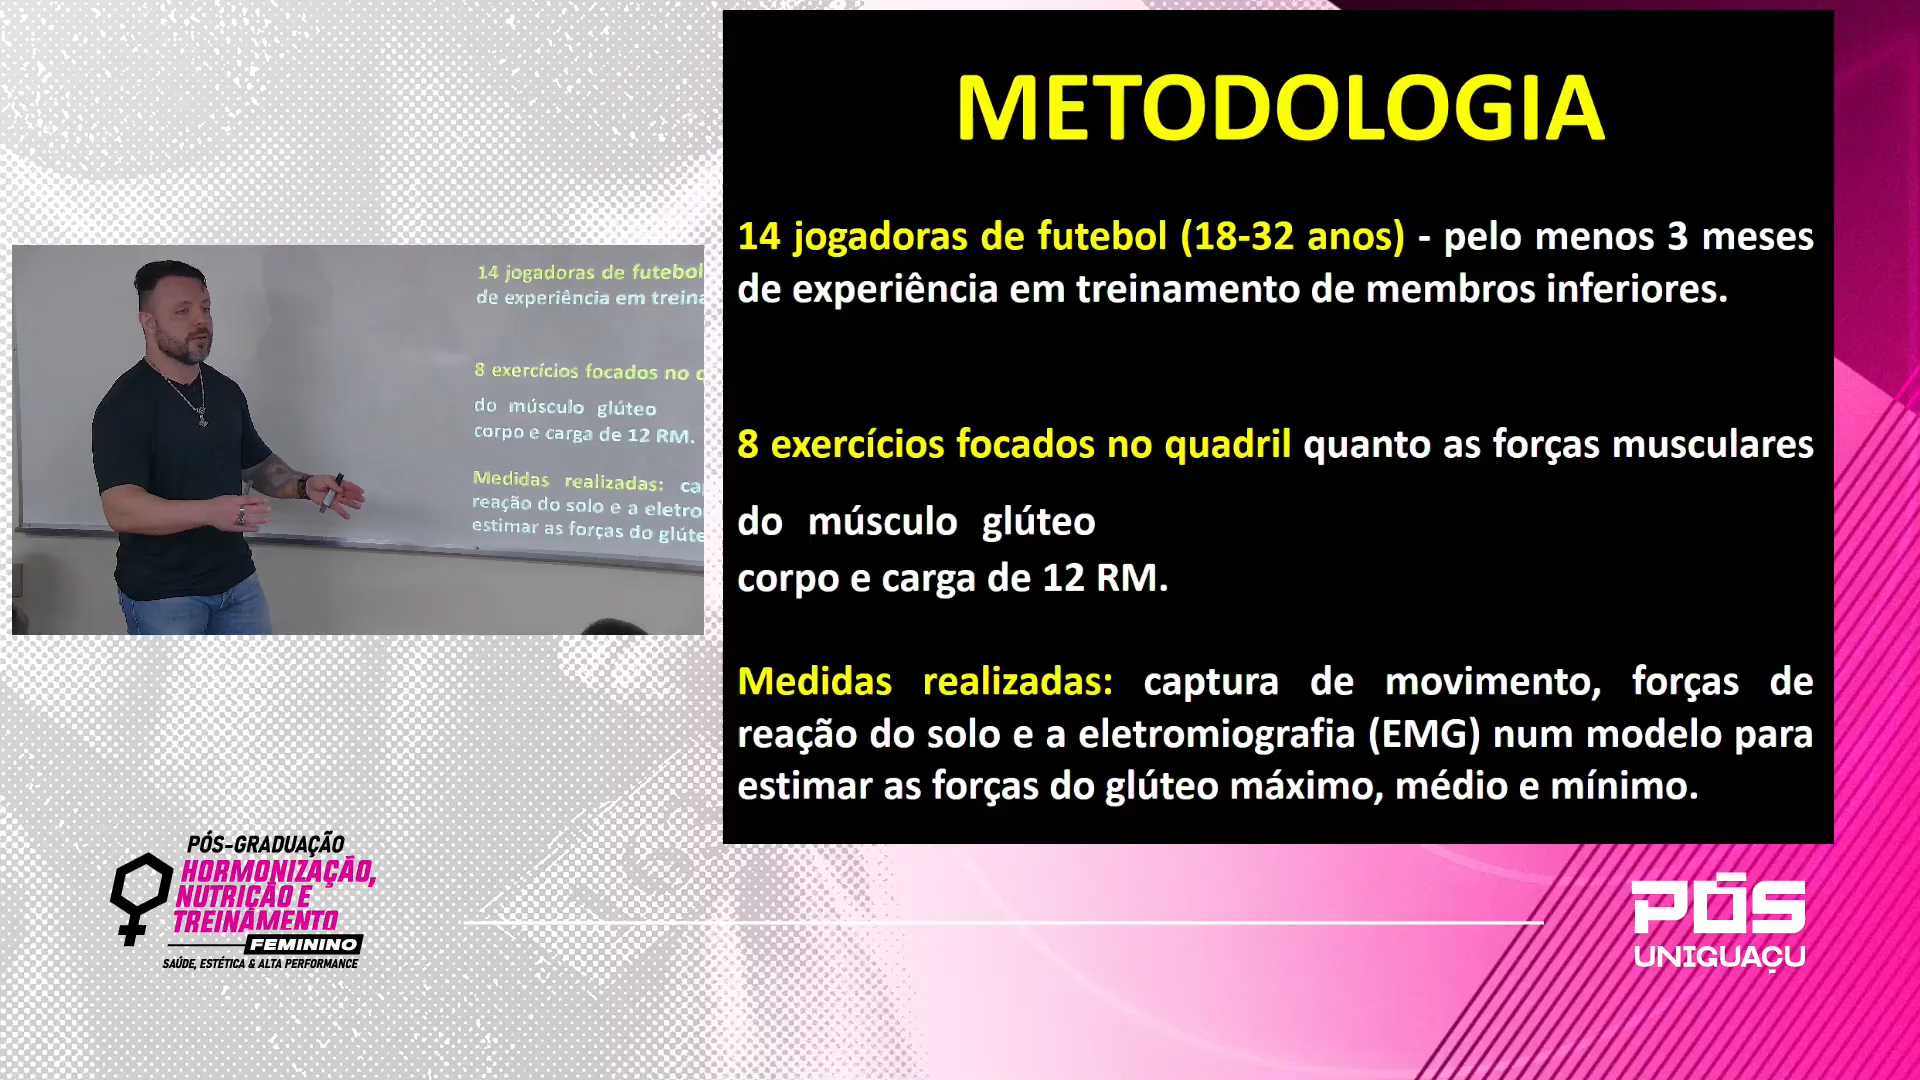 METODOLOGIA
14 jogadoras de futebol (18-32 anos) - pelo menos 3 meses
de experiência em treinamento de membros inferiores.
8 exercícios focados no quadril quanto as forças musculares
do músculo glúteo
corpo e carga de 12 RM.
Medidas realizadas: captura de movimento, forças de
reação do solo e a eletromiografia (EMG) num modelo para
estimar as forças do glúteo máximo, médio e mínimo.
14 jogadoras de futebol
de experiência em treina
8 exercícios focados no q
do músculo glúteo
corpo e carga de 12 RM.
Medidas realizadas: ca
reação do solo e a eletro
estimar as forças do glúte
PÓS-GRADUAÇÃO
HORMONIZAÇÃO,
NUTRIÇÃO E
TREINAMENTO
FEMININO
SAÚDE, ESTÉTICA & ALTA PERFORMANCE
PÓS
UNIGUAÇU